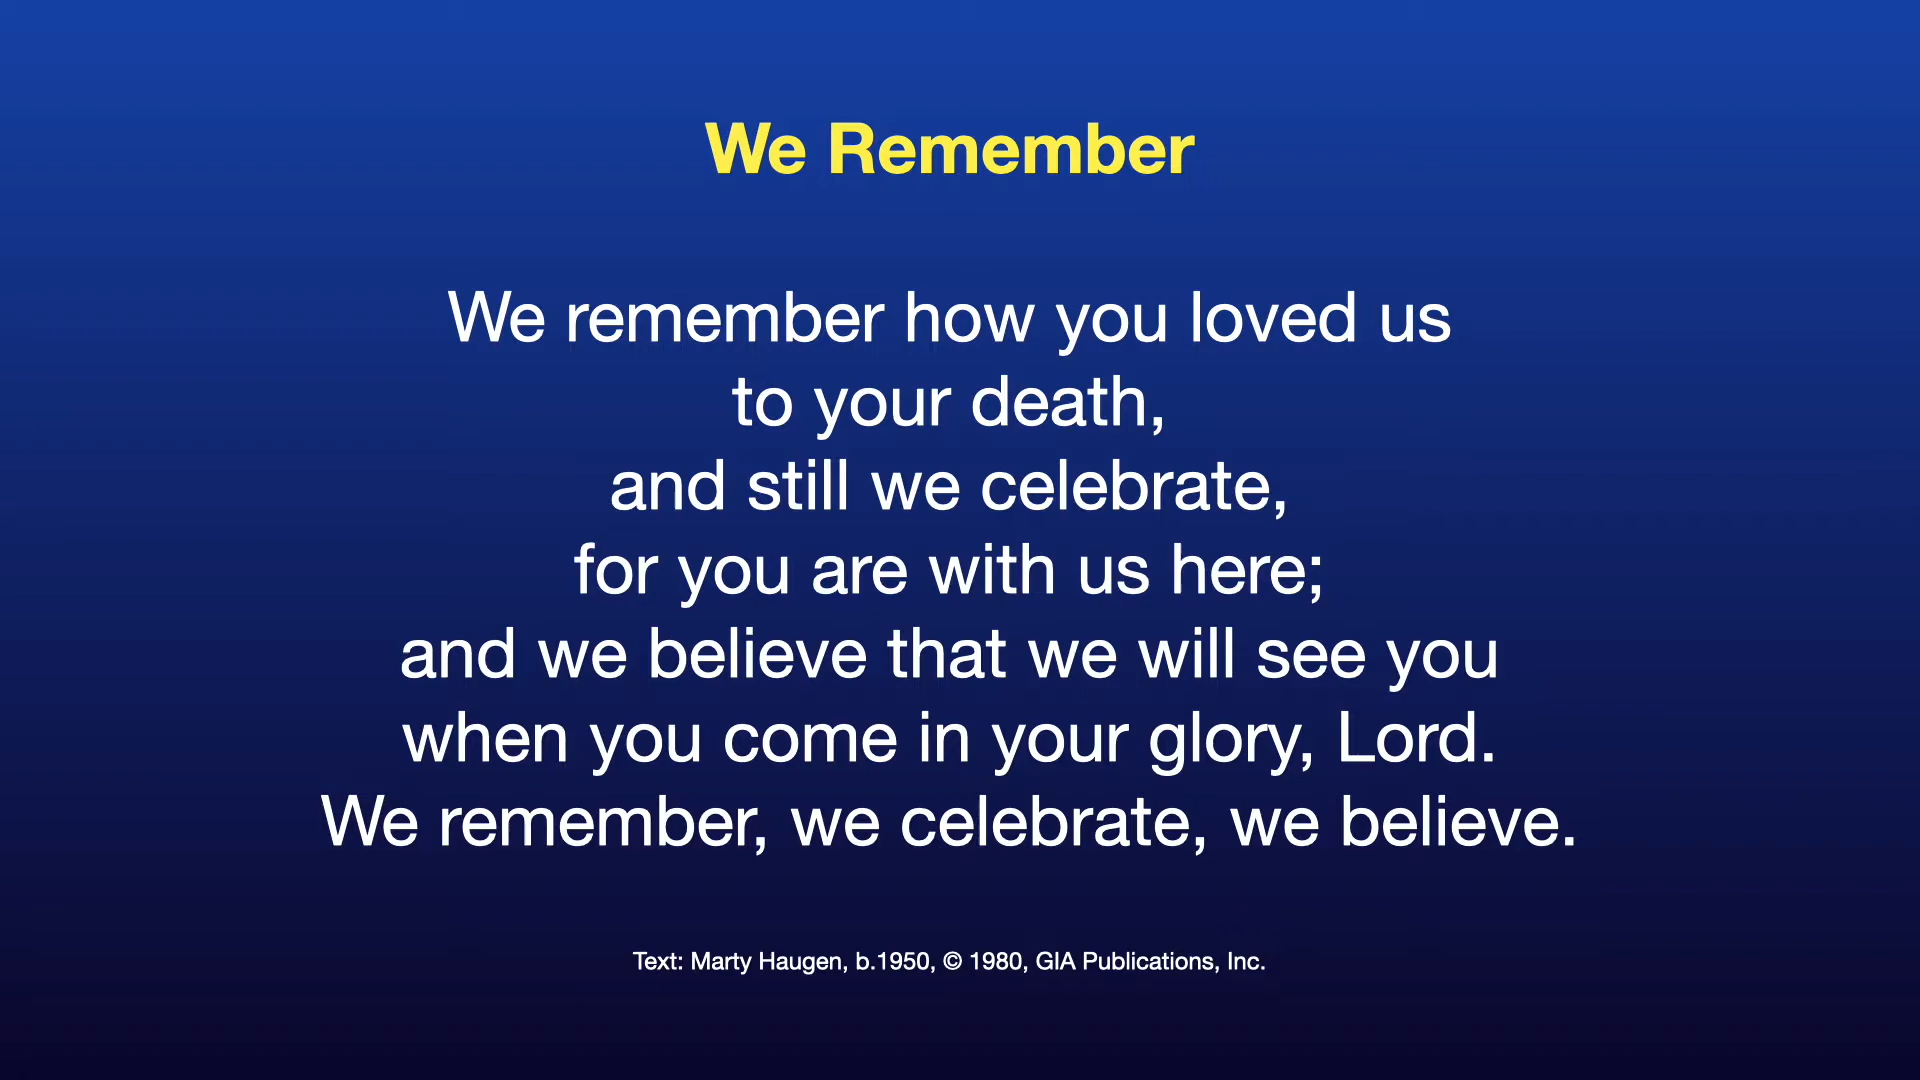 We Remember
We remember how you loved us
to your death,
and still we celebrate,
for you are with us here;
and we believe that we will see you
when you come in your glory, Lord.
We remember, we celebrate, we believe.
Text: Marty Haugen, b.1950, © 1980, GIA Publications, Inc.